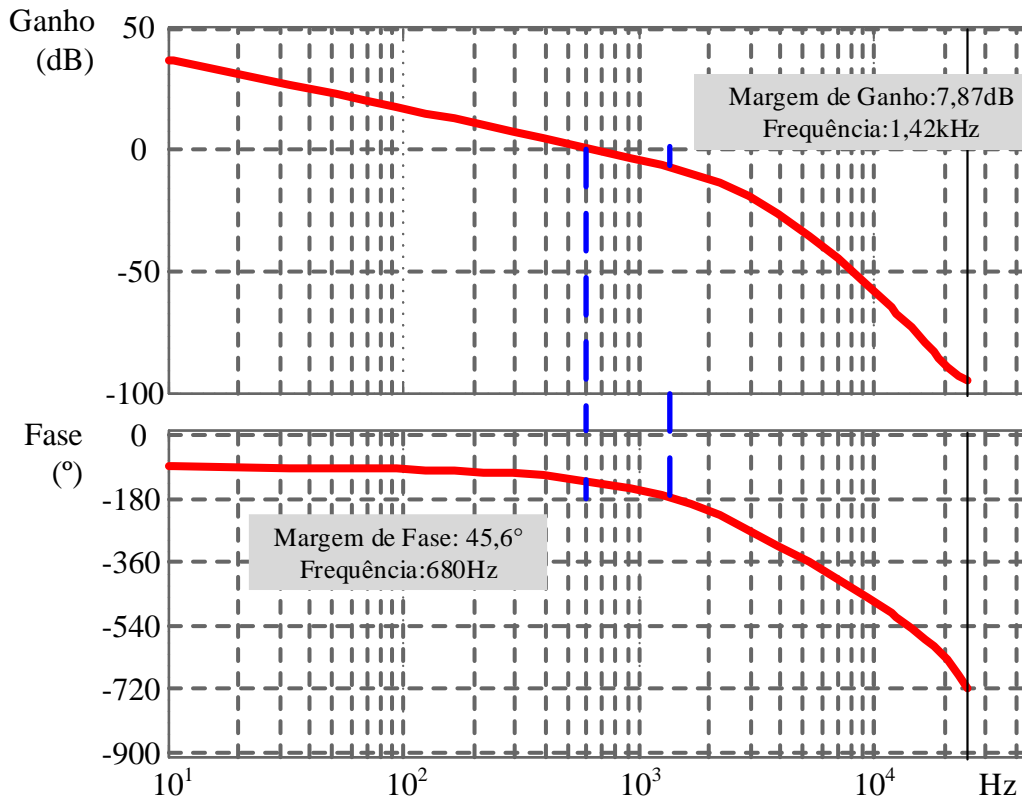 Ganho
(dB)
50
0
-50
-100
Margem de Ganho:7,87dB
Frequência:1,42kHz
Fase
(º)
0
-180
-360
-540
-720
-900
Margem de Fase: 45,6°
Frequência:680Hz
10¹ 10² 10³ 10⁴ Hz